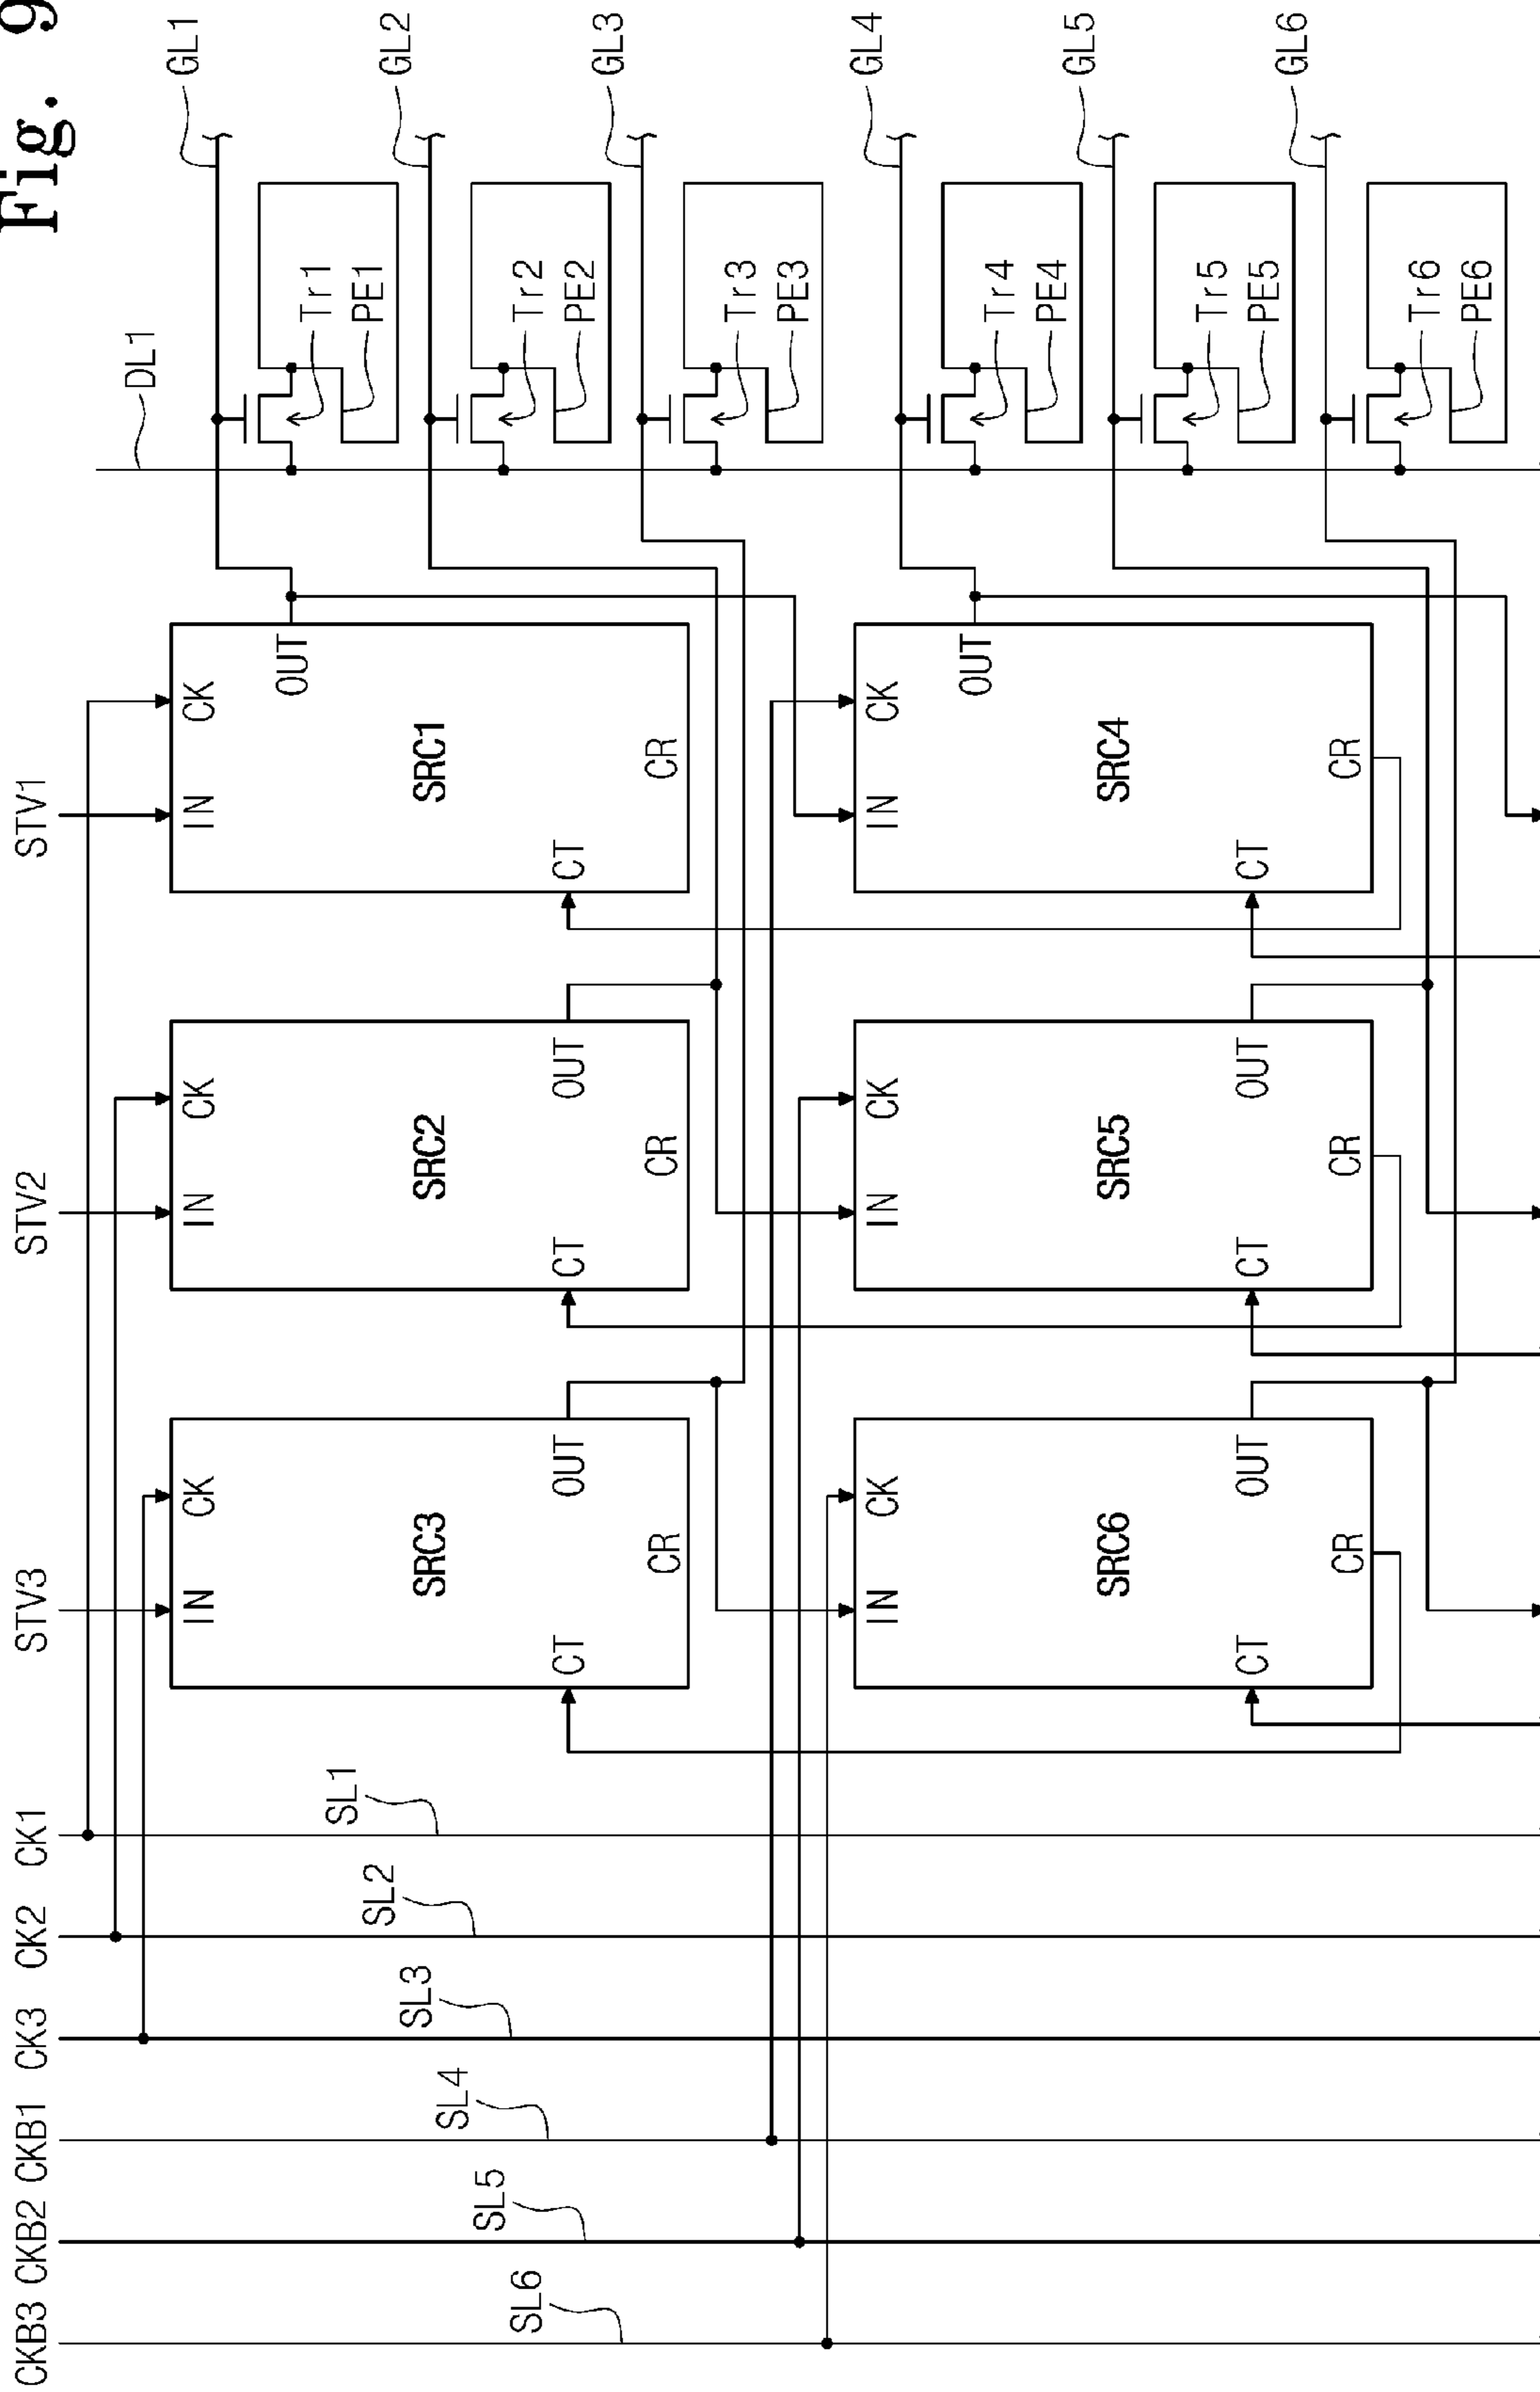 Fig. 9
CKB3 CKB2 CKB1 CK3 CK2 CK1 STV3 STV2 STV1
DL1
GL1
IN CK
IN CK
IN CK
OUT
Tr1
PE1
SL1
SL2
SL3
SL4
SL5
SL6
SRC3
SRC2
SRC1
GL2
Tr2
PE2
CT
OUT
CT
OUT
CT
CR
CR
CR
GL3
Tr3
PE3
IN CK
IN CK
IN CK
GL4
OUT
Tr4
PE4
SRC6
SRC5
SRC4
GL5
Tr5
PE5
CT
OUT
CT
OUT
CT
CR
CR
CR
GL6
Tr6
PE6